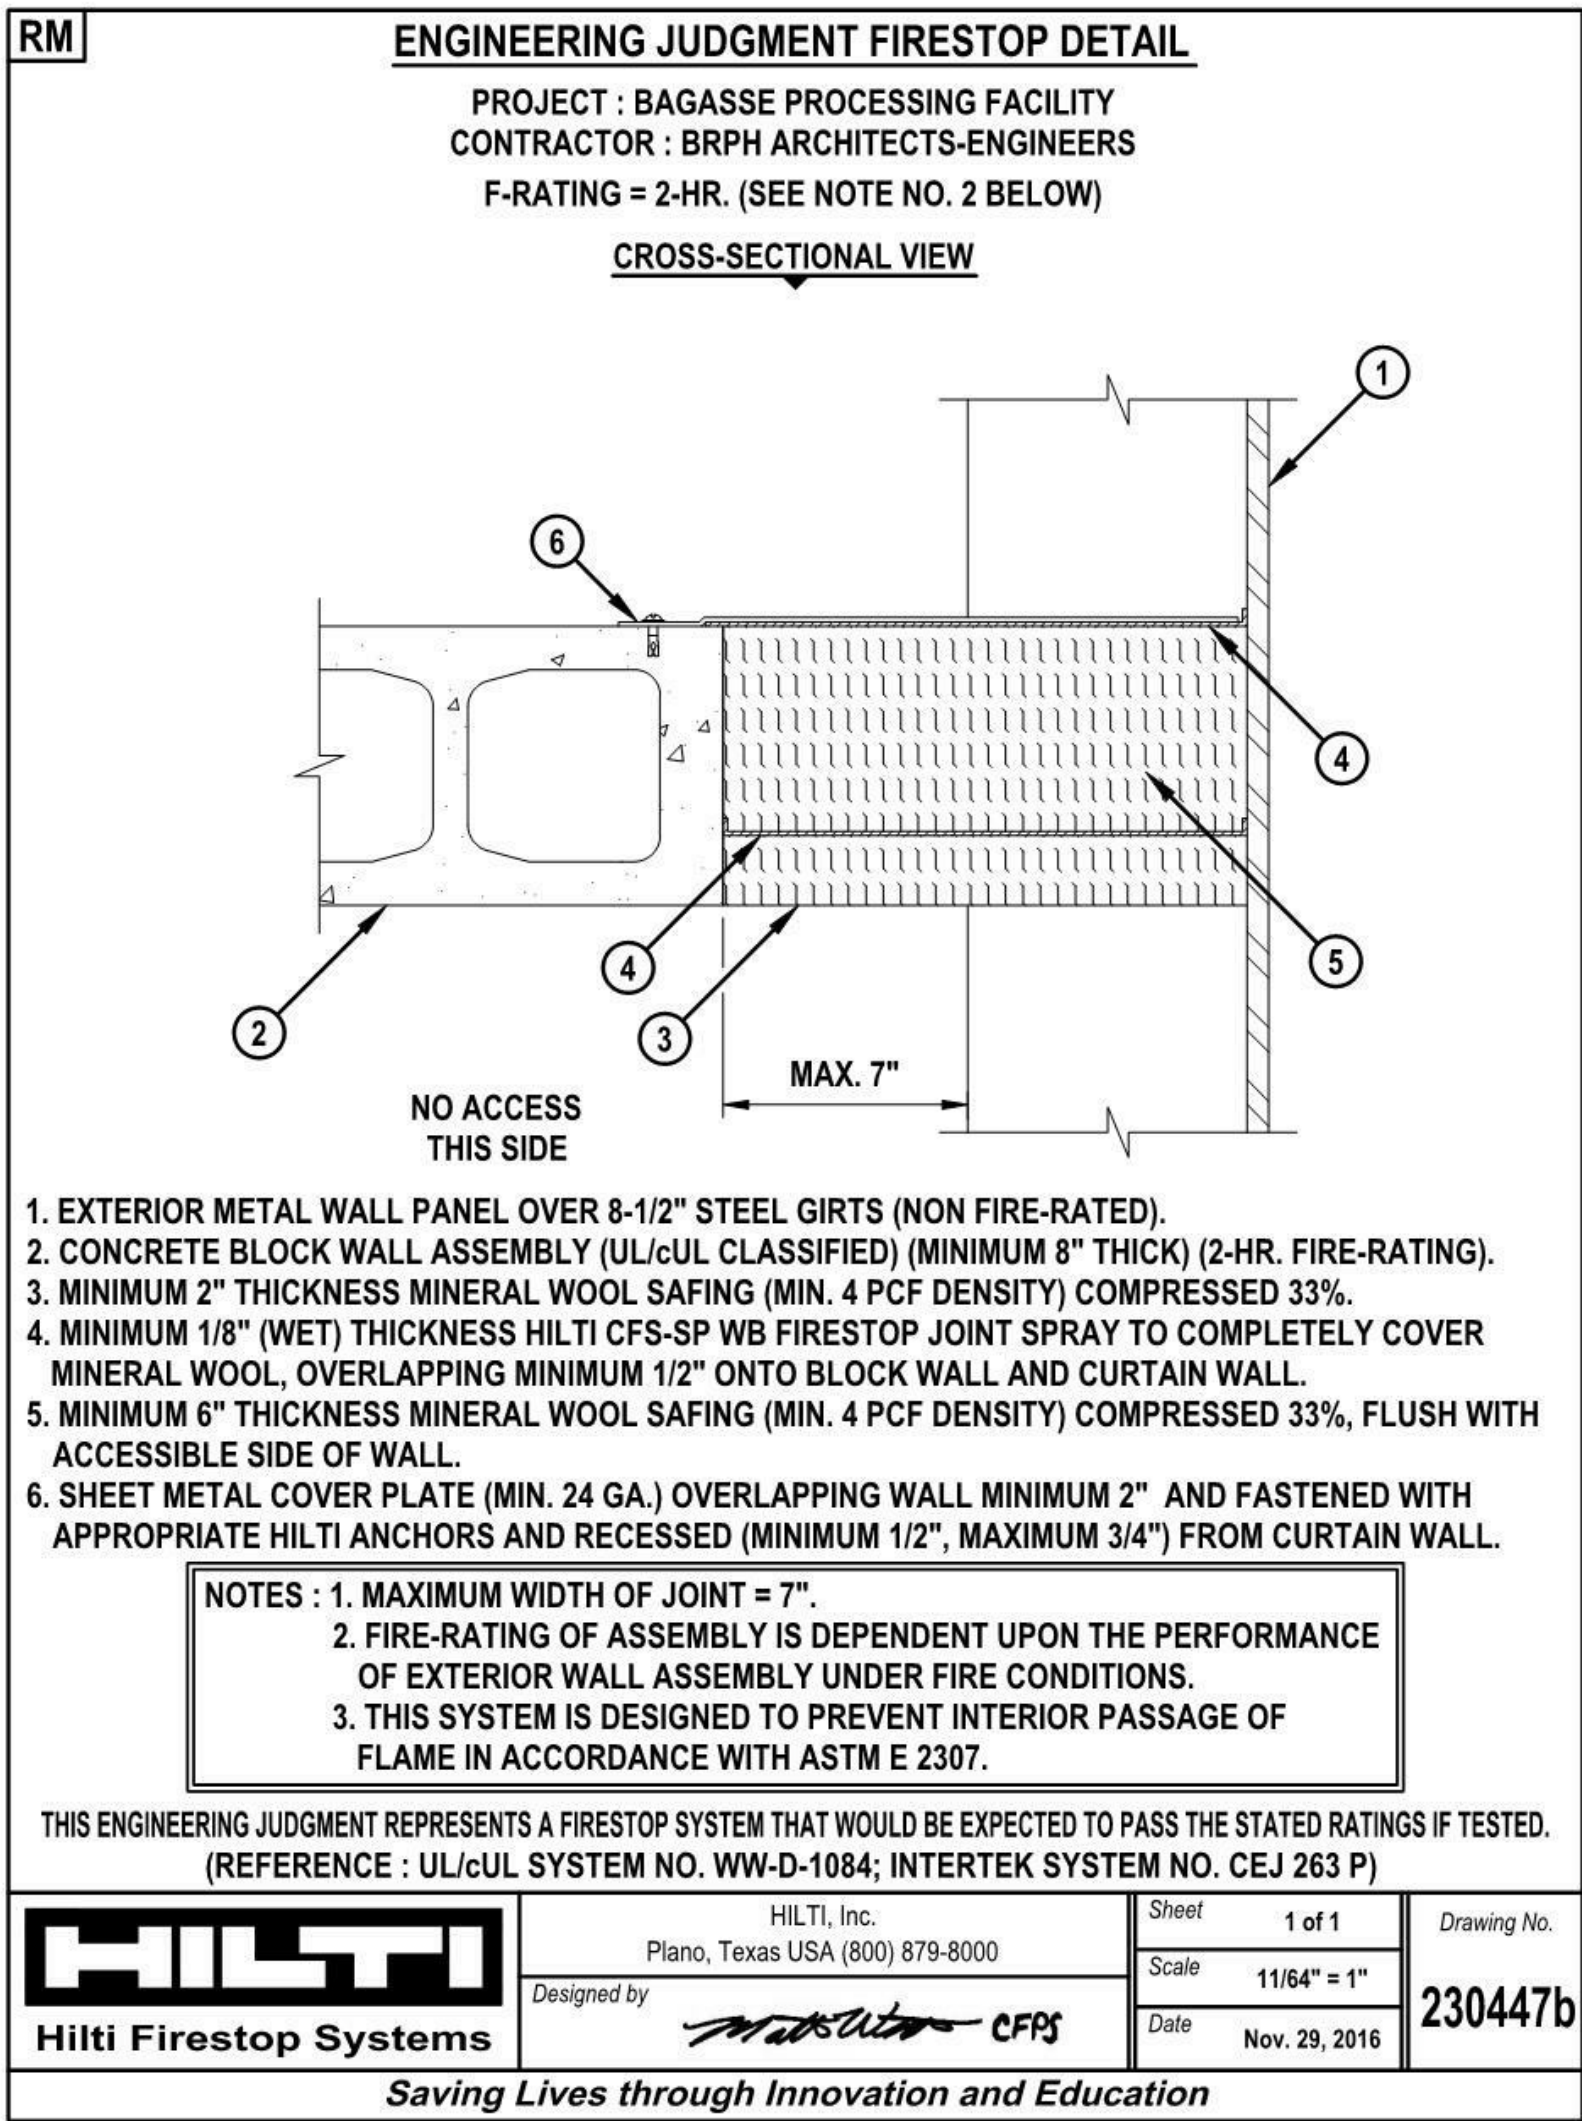 RM
ENGINEERING JUDGMENT FIRESTOP DETAIL
PROJECT : BAGASSE PROCESSING FACILITY
CONTRACTOR : BRPH ARCHITECTS-ENGINEERS
F-RATING = 2-HR. (SEE NOTE NO. 2 BELOW)
CROSS-SECTIONAL VIEW
1
6
4
4
5
2
3
MAX. 7"
NO ACCESS
THIS SIDE
1. EXTERIOR METAL WALL PANEL OVER 8-1/2" STEEL GIRTS (NON FIRE-RATED).
2. CONCRETE BLOCK WALL ASSEMBLY (UL/cUL CLASSIFIED) (MINIMUM 8" THICK) (2-HR. FIRE-RATING).
3. MINIMUM 2" THICKNESS MINERAL WOOL SAFING (MIN. 4 PCF DENSITY) COMPRESSED 33%.
4. MINIMUM 1/8" (WET) THICKNESS HILTI CFS-SP WB FIRESTOP JOINT SPRAY TO COMPLETELY COVER
MINERAL WOOL, OVERLAPPING MINIMUM 1/2" ONTO BLOCK WALL AND CURTAIN WALL.
5. MINIMUM 6" THICKNESS MINERAL WOOL SAFING (MIN. 4 PCF DENSITY) COMPRESSED 33%, FLUSH WITH
ACCESSIBLE SIDE OF WALL.
6. SHEET METAL COVER PLATE (MIN. 24 GA.) OVERLAPPING WALL MINIMUM 2" AND FASTENED WITH
APPROPRIATE HILTI ANCHORS AND RECESSED (MINIMUM 1/2", MAXIMUM 3/4") FROM CURTAIN WALL.
NOTES : 1. MAXIMUM WIDTH OF JOINT = 7".
2. FIRE-RATING OF ASSEMBLY IS DEPENDENT UPON THE PERFORMANCE
OF EXTERIOR WALL ASSEMBLY UNDER FIRE CONDITIONS.
3. THIS SYSTEM IS DESIGNED TO PREVENT INTERIOR PASSAGE OF
FLAME IN ACCORDANCE WITH ASTM E 2307.
THIS ENGINEERING JUDGMENT REPRESENTS A FIRESTOP SYSTEM THAT WOULD BE EXPECTED TO PASS THE STATED RATINGS IF TESTED.
(REFERENCE : UL/cUL SYSTEM NO. WW-D-1084; INTERTEK SYSTEM NO. CEJ 263 P)
HILTI
Hilti Firestop Systems
HILTI, Inc.
Plano, Texas USA (800) 879-8000
Designed by
CFPS
Sheet
1 of 1
Scale
11/64" = 1"
Date
Nov. 29, 2016
Drawing No.
230447b
Saving Lives through Innovation and Education